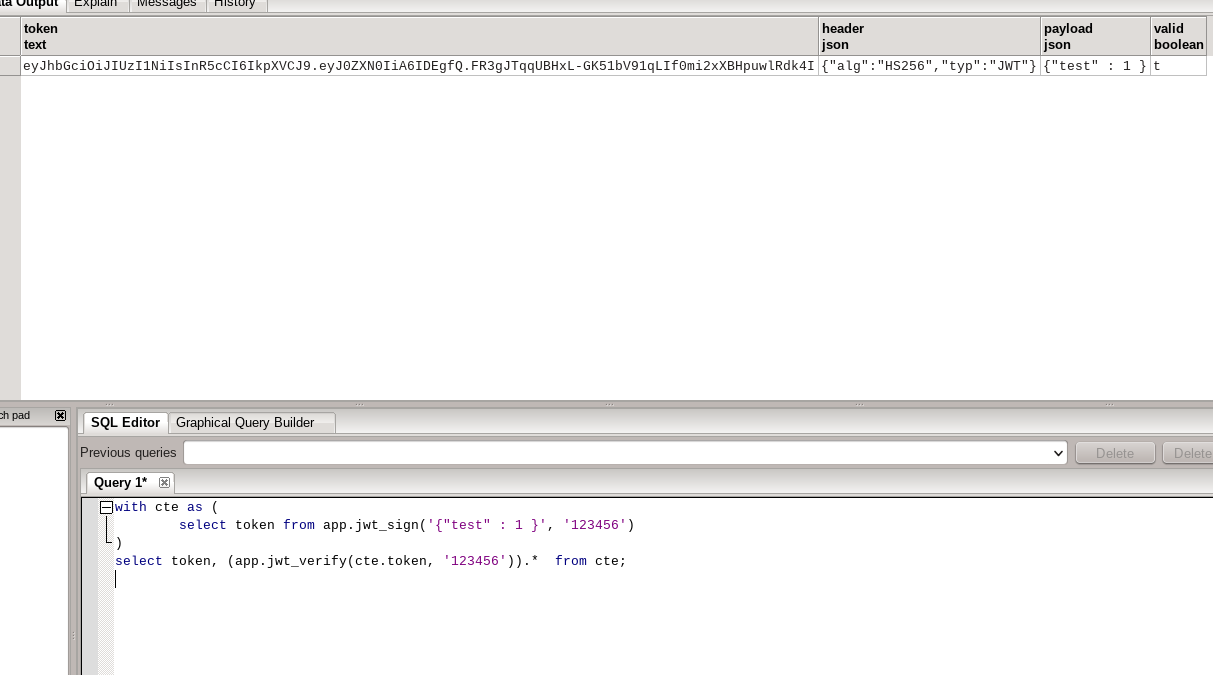 ata Output Explain Messages History
token header payload valid
text json json boolean
eyJhbGciOiJIUzI1NiIsInR5cCI6IkpXVCJ9.eyJ0ZXN0IiA6IDEgfQ.FR3gJTqqUBHxL-GK51bV91qLIf0mi2xXBHpuwlRdk4I {"alg":"HS256","typ":"JWT"} {"test" : 1 } t
ch pad
SQL Editor Graphical Query Builder
Previous queries Delete Delete
Query 1*
with cte as (
select token from app.jwt_sign('{"test" : 1 }', '123456')
)
select token, (app.jwt_verify(cte.token, '123456')).* from cte;